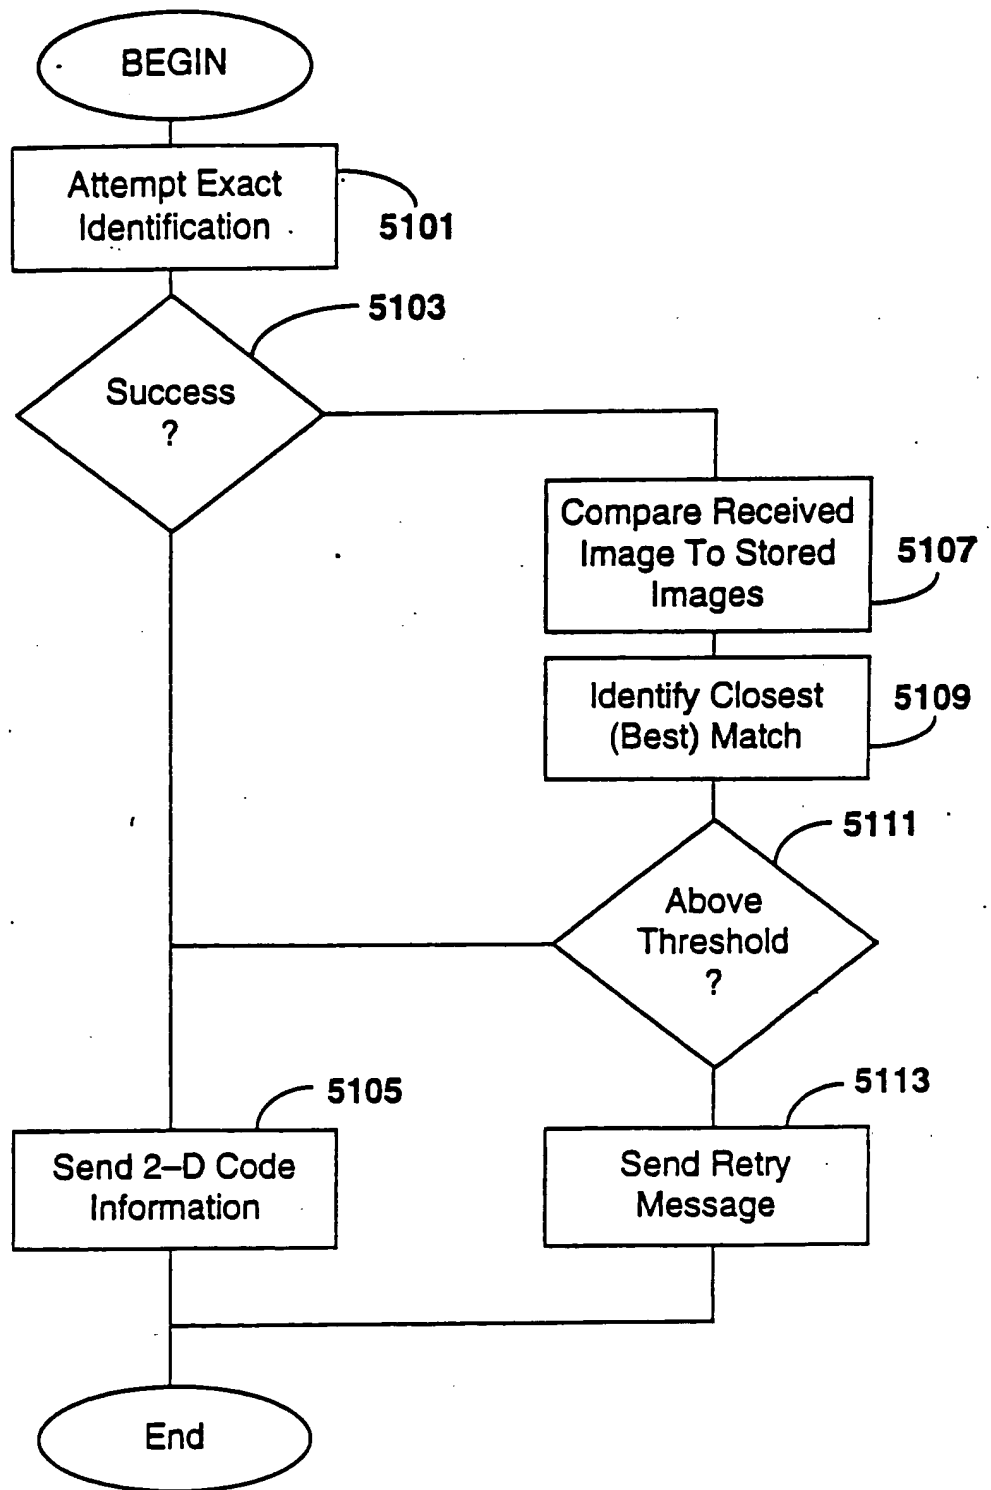 BEGIN
Attempt Exact
Identification
5101
5103
Success
?
Compare Received
Image To Stored
Images
5107
Identify Closest
(Best) Match
5109
5111
Above
Threshold
?
5105
Send 2–D Code
Information
5113
Send Retry
Message
End